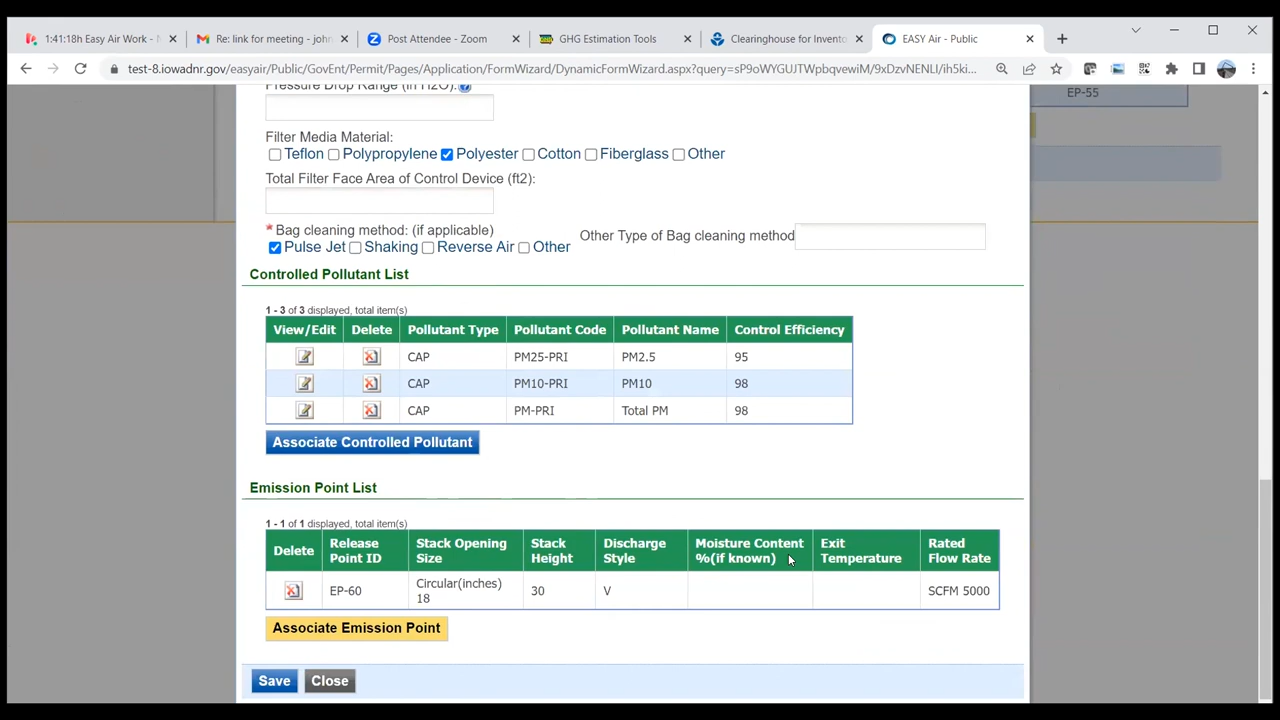 1:41:18h Easy Air Work - N
Re: link for meeting - john
Post Attendee - Zoom
GHG Estimation Tools
Clearinghouse for Invento
EASY Air - Public
test-8.iowadnr.gov/easyair/Public/GovEnt/Permit/Pages/Application/FormWizard/DynamicFormWizard.aspx?query=sP9oWYGUJTWpbqvewiM/9xDzvNENLI/ih5ki...
EP-55
Pressure Drop Range (in H2O):
Filter Media Material:
Teflon Polypropylene Polyester Cotton Fiberglass Other
Total Filter Face Area of Control Device (ft2):
* Bag cleaning method: (if applicable)
Pulse Jet Shaking Reverse Air Other
Other Type of Bag cleaning method
Controlled Pollutant List
1 - 3 of 3 displayed, total item(s)
View/Edit Delete Pollutant Type Pollutant Code Pollutant Name Control Efficiency
CAP PM25-PRI PM2.5 95
CAP PM10-PRI PM10 98
CAP PM-PRI Total PM 98
Associate Controlled Pollutant
Emission Point List
1 - 1 of 1 displayed, total item(s)
Delete
Release
Point ID
Stack Opening
Size
Stack
Height
Discharge
Style
Moisture Content
%(if known)
Exit
Temperature
Rated
Flow Rate
EP-60
Circular(inches)
18
30
V
SCFM 5000
Associate Emission Point
Save Close